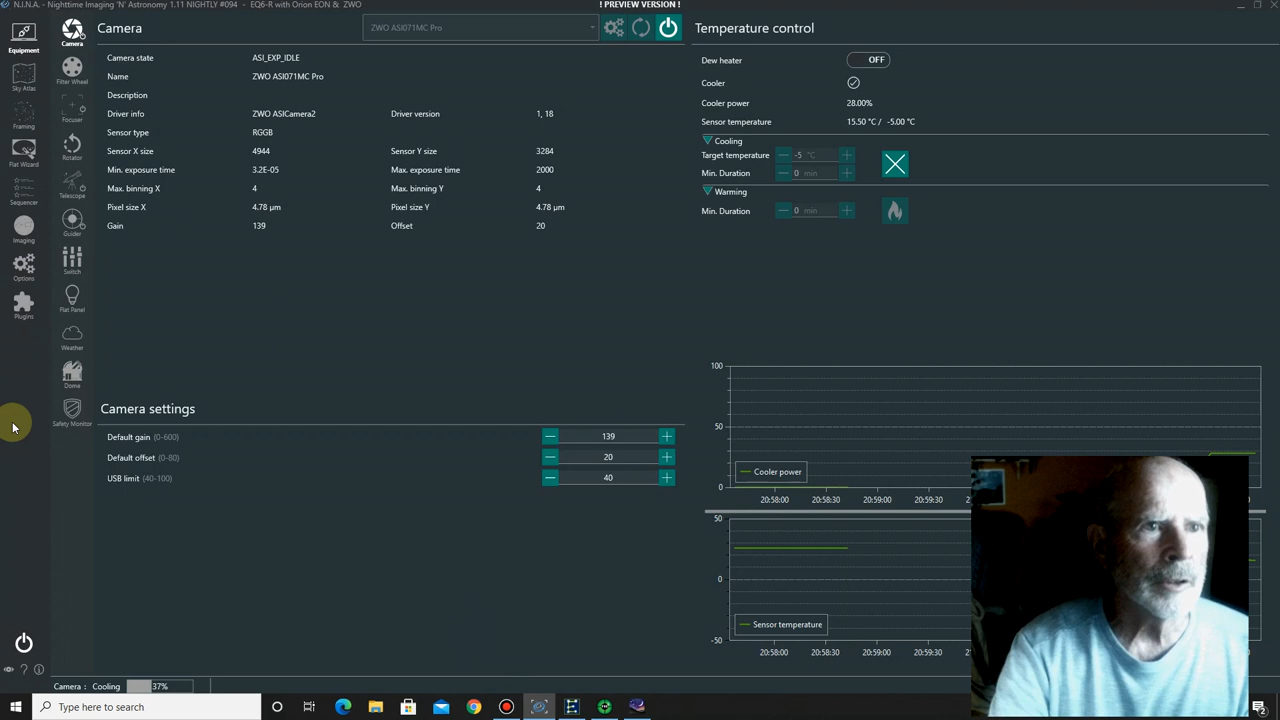 N.I.N.A. - Nighttime Imaging 'N' Astronomy 1.11 NIGHTLY #094 - EQ6-R with Orion EON & ZWO
! PREVIEW VERSION !
Equipment
Sky Atlas
Framing
Flat Wizard
Sequencer
Imaging
Options
Plugins
Camera
Filter Wheel
Focuser
Rotator
Telescope
Guider
Switch
Flat Panel
Weather
Dome
Safety Monitor
Camera
ZWO ASI071MC Pro
Camera state ASI_EXP_IDLE
Name ZWO ASI071MC Pro
Description
Driver info ZWO ASICamera2 Driver version 1, 18
Sensor type RGGB
Sensor X size 4944 Sensor Y size 3284
Min. exposure time 3.2E-05 Max. exposure time 2000
Max. binning X 4 Max. binning Y 4
Pixel size X 4.78 µm Pixel size Y 4.78 µm
Gain 139 Offset 20
Camera settings
Default gain (0-600) 139
Default offset (0-80) 20
USB limit (40-100) 40
Temperature control
Dew heater OFF
Cooler
Cooler power 28.00%
Sensor temperature 15.50 °C / -5.00 °C
Cooling
Target temperature -5 °C
Min. Duration 0 min
Warming
Min. Duration 0 min
100
50
0
Cooler power
20:58:00 20:58:30 20:59:00 20:59:30
50
0
-50
Sensor temperature
20:58:00 20:58:30 20:59:00 20:59:30
Camera : Cooling 37%
Type here to search
2